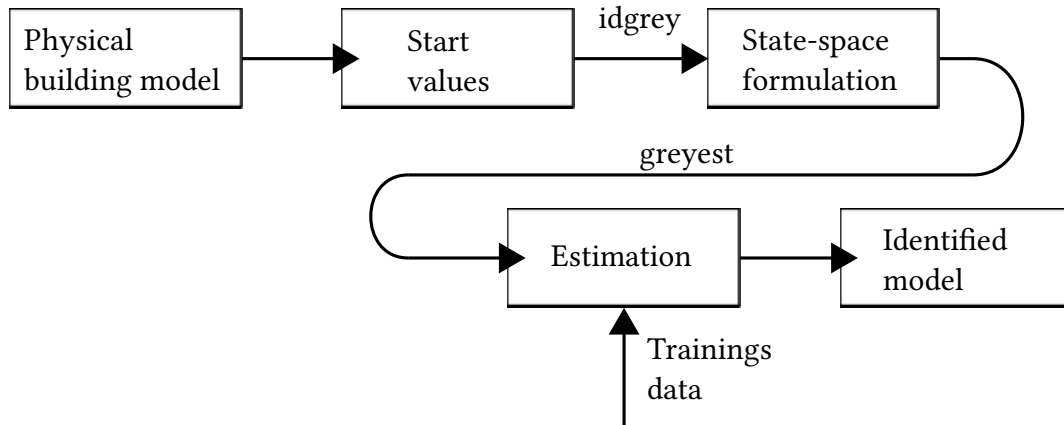 Physical
building model
Start
values
idgrey
State-space
formulation
greyest
Estimation
Identified
model
Trainings
data